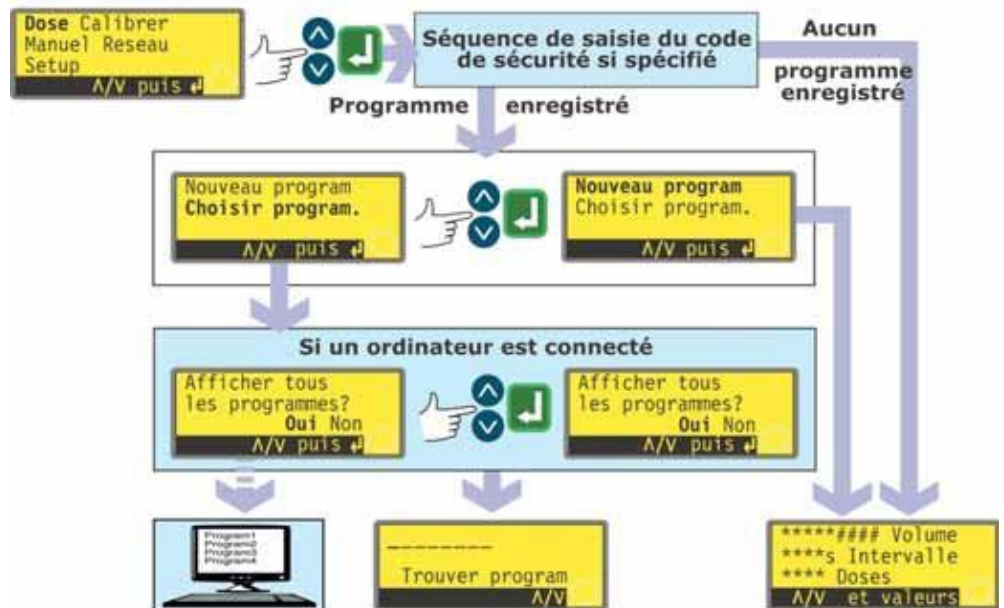 Dose Calibrer
Manuel Reseau
Setup
Λ/V puis ↲
Séquence de saisie du code
de sécurité si spécifié
Aucun
programme
enregistré
Programme enregistré
Nouveau program
Choisir program.
Λ/V puis ↲
Nouveau program
Choisir program.
Λ/V puis ↲
Si un ordinateur est connecté
Afficher tous
les programmes?
Oui Non
Λ/V puis ↲
Afficher tous
les programmes?
Oui Non
Λ/V puis ↲
Program1
Program2
Program3
Program4
_________
Trouver program
Λ/V
*****#### Volume
****s Intervalle
**** Doses
Λ/V et valeurs